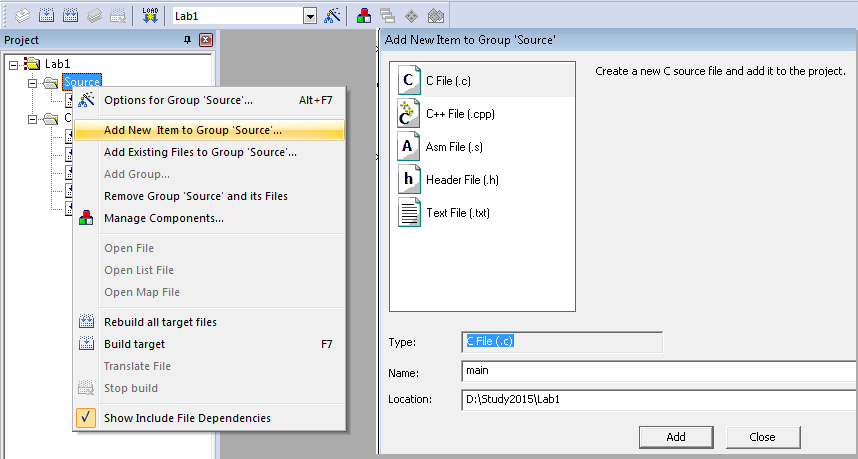 LOAD
Lab1
Project
Lab1
Source
C
Options for Group 'Source'... Alt+F7
Add New Item to Group 'Source'...
Add Existing Files to Group 'Source'...
Add Group...
Remove Group 'Source' and its Files
Manage Components...
Open File
Open List File
Open Map File
Rebuild all target files
Build target F7
Translate File
Stop build
Show Include File Dependencies
Add New Item to Group 'Source'
C C File (.c)
C++ C++ File (.cpp)
A Asm File (.s)
h Header File (.h)
Text File (.txt)
Create a new C source file and add it to the project.
Type: C File (.c)
Name: main
Location: D:\Study2015\Lab1
Add Close